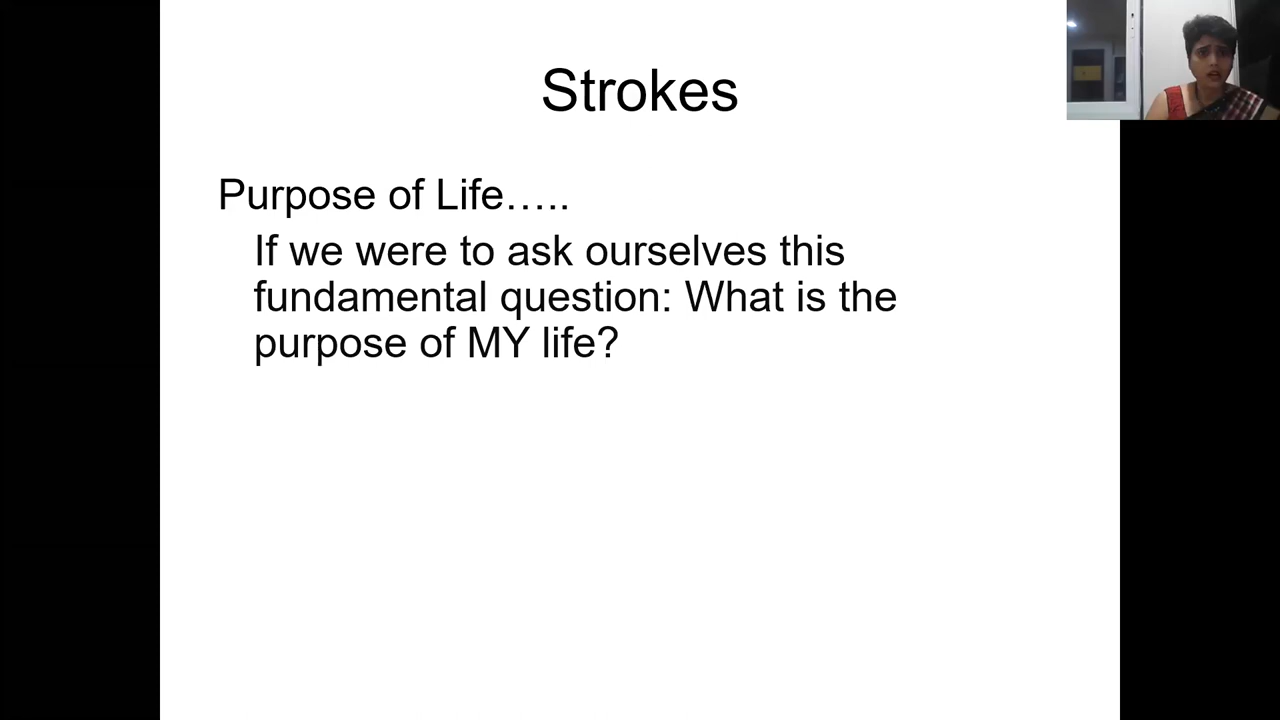 Strokes
Purpose of Life…..
If we were to ask ourselves this
fundamental question: What is the
purpose of MY life?